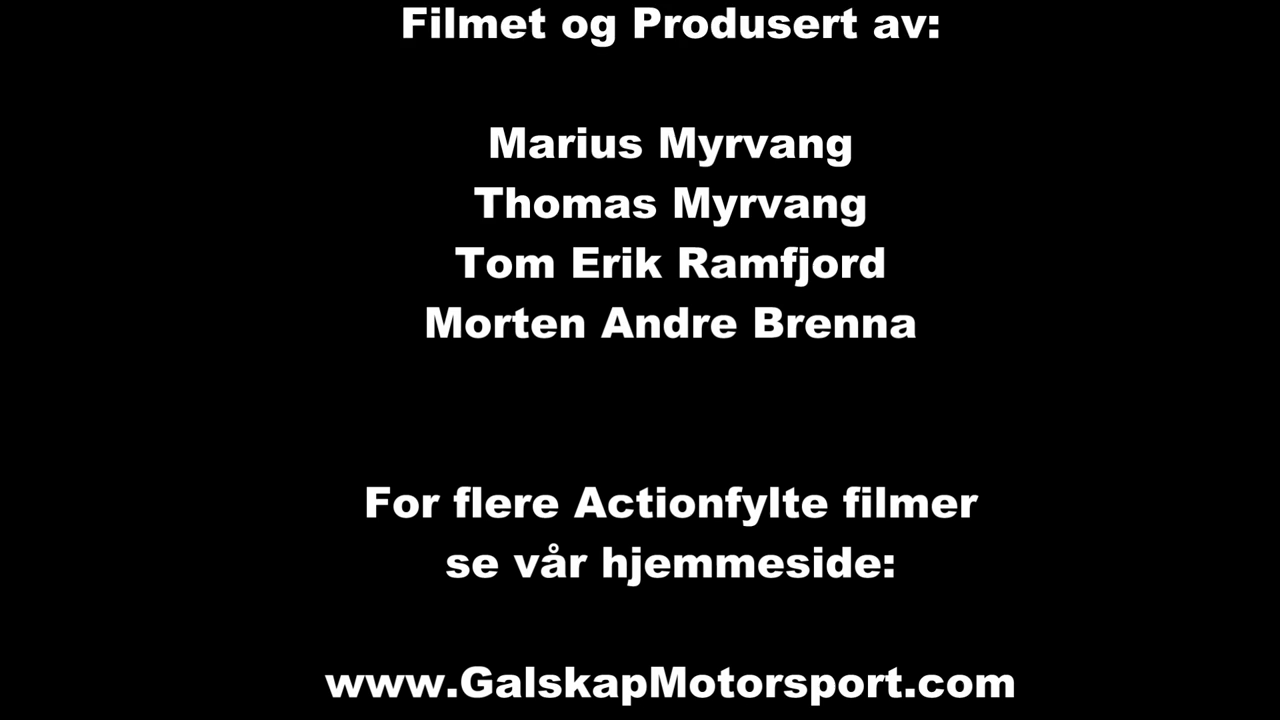 Filmet og Produsert av:
Marius Myrvang
Thomas Myrvang
Tom Erik Ramfjord
Morten Andre Brenna
For flere Actionfylte filmer
se vår hjemmeside:
www.GalskapMotorsport.com